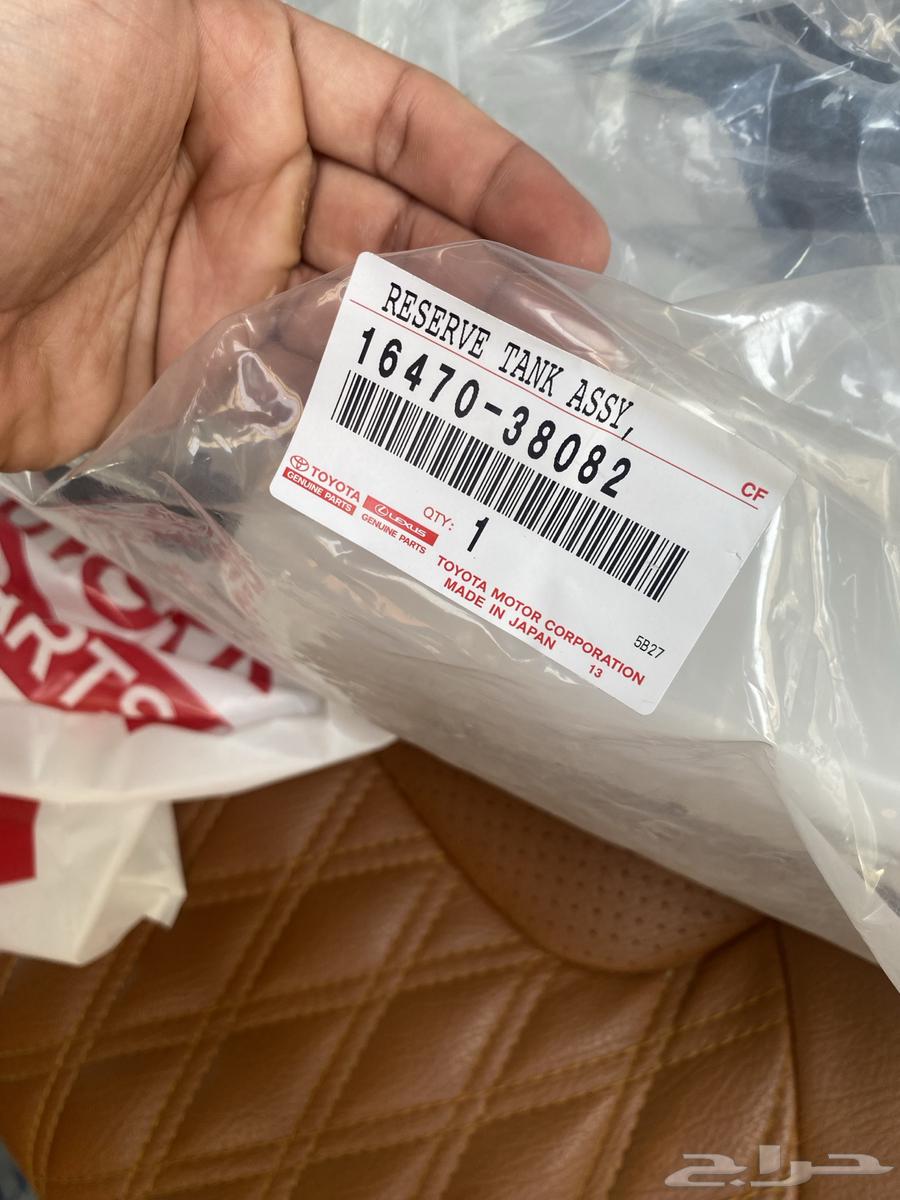 RESERVE TANK ASSY,
CF
16470-38082
TOYOTA
GENUINE PARTS
LEXUS
GENUINE PARTS
QTY:
1
TOYOTA MOTOR CORPORATION
MADE IN JAPAN
13
5B27
حراج